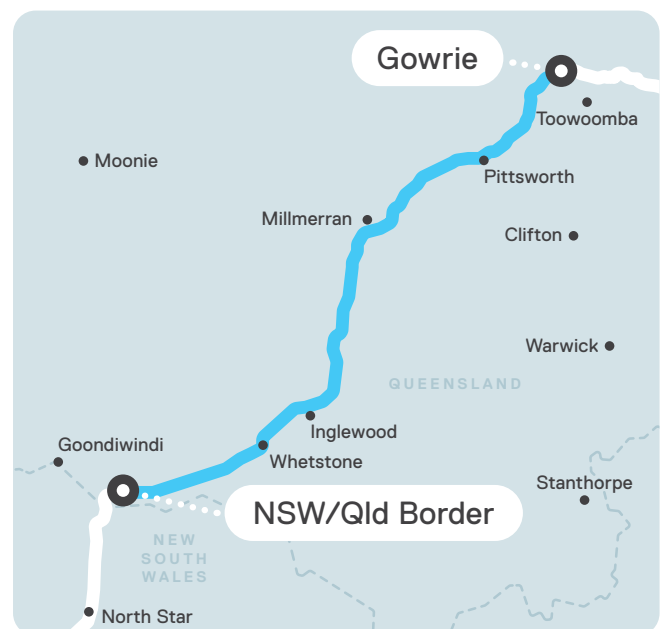 Gowrie
Toowoomba
Moonie
Pittsworth
Millmerran
Clifton
Warwick
QUEENSLAND
Inglewood
Goondiwindi
Whetstone
Stanthorpe
NSW/Qld Border
NEW
SOUTH
WALES
North Star